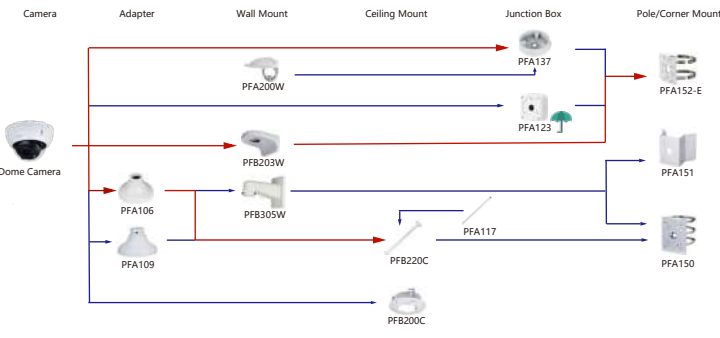 Camera Adapter Wall Mount Ceiling Mount Junction Box Pole/Corner Mount
PFA137
PFA200W
PFA152-E
PFA123
Dome Camera
PFB203W
PFA151
PFA106
PFB305W
PFA117
PFA109
PFB220C
PFA150
PFB200C